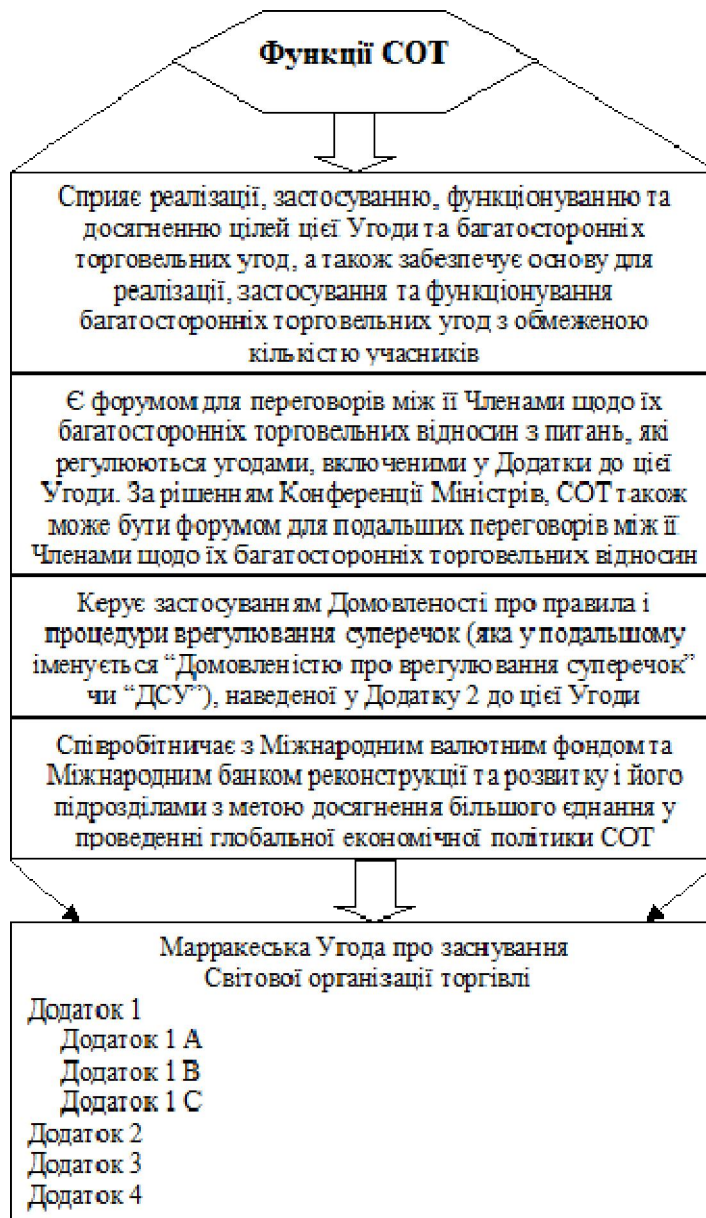 Функції СОТ
Сприяє реалізації, застосуванню, функціонуванню та
досягненню цілей цієї Угоди та багатосторонніх
торговельних угод, а також забезпечує основу для
реалізації, застосування та функціонування
багатосторонніх торговельних угод з обмеженою
кількістю учасників
Є форумом для переговорів між її Членами щодо їх
багатосторонніх торговельних відносин з питань, які
регулюються угодами, включеними у Додатки до цієї
Угоди. За рішенням Конференції Міністрів, СОТ також
може бути форумом для подальших переговорів між її
Членами щодо їх багатосторонніх торговельних відносин
Керує застосуванням Домовленості про правила і
процедури врегулювання суперечок (яка у подальшому
іменується “Домовленістю про врегулювання суперечок”
чи “ДСУ”), наведеної у Додатку 2 до цієї Угоди
Співробітничає з Міжнародним валютним фондом та
Міжнародним банком реконструкції та розвитку і його
підрозділами з метою досягнення більшого єднання у
проведенні глобальної економічної політики СОТ
Марракеська Угода про заснування
Світової організації торгівлі
Додаток 1
Додаток 1 А
Додаток 1 В
Додаток 1 С
Додаток 2
Додаток 3
Додаток 4